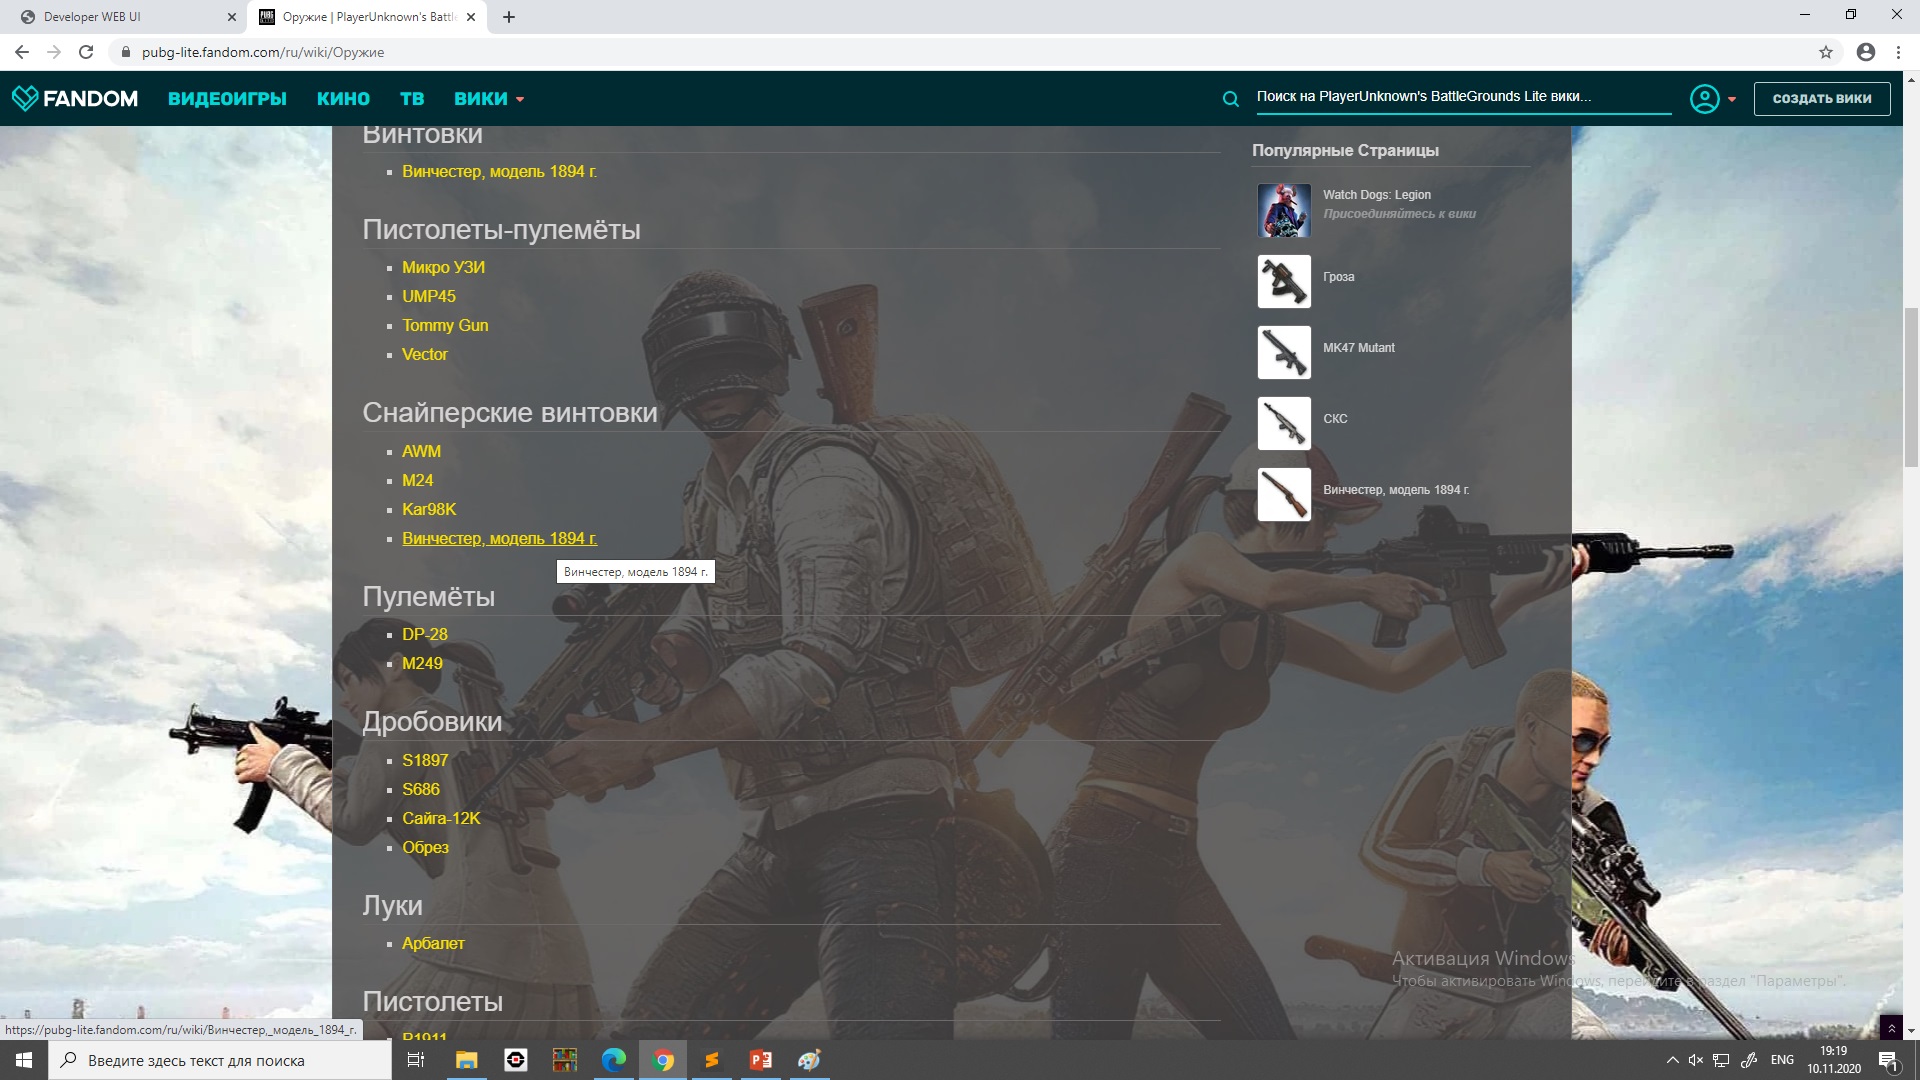 Developer WEB UI
Оружие | PlayerUnknown's Battle
pubg-lite.fandom.com/ru/wiki/Оружие
FANDOM
ВИДЕОИГРЫ
КИНО
ТВ
ВИКИ
Поиск на PlayerUnknown's BattleGrounds Lite вики...
СОЗДАТЬ ВИКИ
Винтовки
Винчестер, модель 1894 г.
Пистолеты-пулемёты
Микро УЗИ
UMP45
Tommy Gun
Vector
Снайперские винтовки
AWM
M24
Kar98K
Винчестер, модель 1894 г.
Винчестер, модель 1894 г.
Пулемёты
DP-28
M249
Дробовики
S1897
S686
Сайга-12К
Обрез
Луки
Арбалет
Пистолеты
P1911
Популярные Страницы
Watch Dogs: Legion
Присоединяйтесь к вики
Гроза
MK47 Mutant
СКС
Винчестер, модель 1894 г.
Активация Windows
Чтобы активировать Windows, перейдите в раздел "Параметры".
https://pubg-lite.fandom.com/ru/wiki/Винчестер,_модель_1894_г.
Введите здесь текст для поиска
ENG
19:19
10.11.2020
1